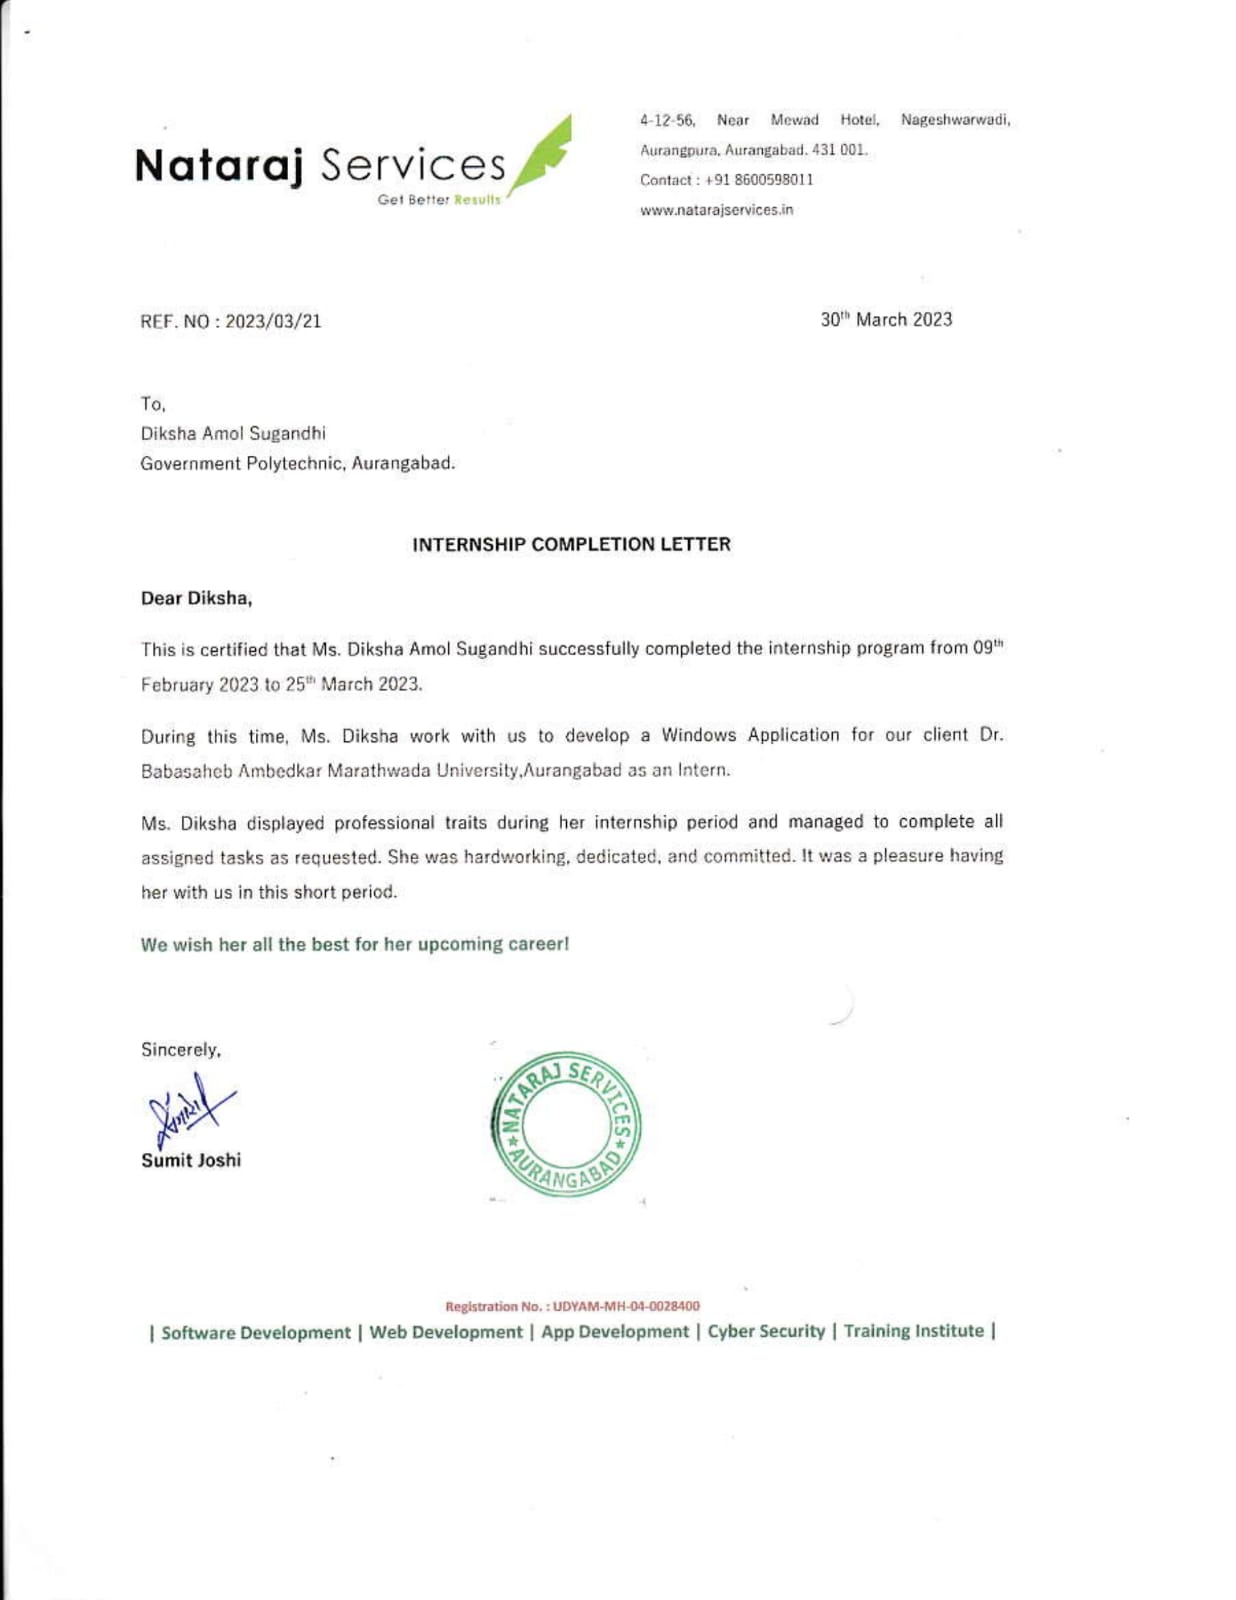 Nataraj Services
Get Better Results
4-12-56, Near Mewad Hotel, Nageshwarwadi,
Aurangpura, Aurangabad. 431 001.
Contact : +91 8600598011
www.natarajservices.in
REF. NO : 2023/03/21
30th March 2023
To,
Diksha Amol Sugandhi
Government Polytechnic, Aurangabad.
INTERNSHIP COMPLETION LETTER
Dear Diksha,
This is certified that Ms. Diksha Amol Sugandhi successfully completed the internship program from 09th
February 2023 to 25th March 2023.
During this time, Ms. Diksha work with us to develop a Windows Application for our client Dr.
Babasaheb Ambedkar Marathwada University,Aurangabad as an Intern.
Ms. Diksha displayed professional traits during her internship period and managed to complete all
assigned tasks as requested. She was hardworking, dedicated, and committed. It was a pleasure having
her with us in this short period.
We wish her all the best for her upcoming career!
Sincerely,
Sumit Joshi
★NATARAJ SERVICES★
AURANGABAD
Registration No. : UDYAM-MH-04-0028400
| Software Development | Web Development | App Development | Cyber Security | Training Institute |